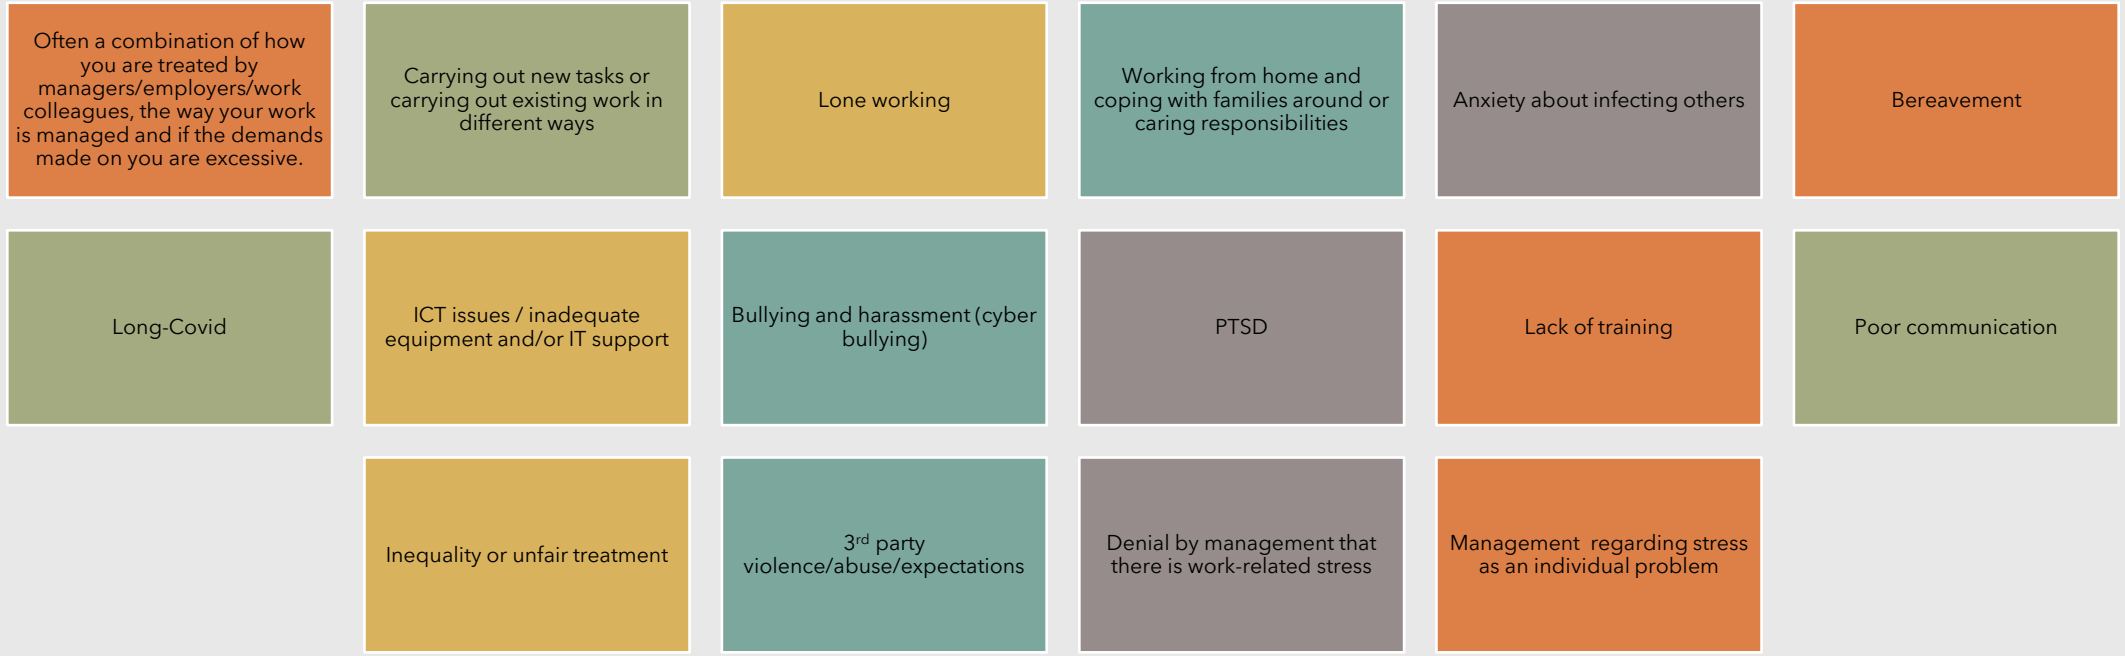 Often a combination of how
you are treated by
managers/employers/work
colleagues, the way your work
is managed and if the demands
made on you are excessive.
Carrying out new tasks or
carrying out existing work in
different ways
Lone working
Working from home and
coping with families around or
caring responsibilities
Anxiety about infecting others
Bereavement
Long-Covid
ICT issues / inadequate
equipment and/or IT support
Bullying and harassment (cyber
bullying)
PTSD
Lack of training
Poor communication
Inequality or unfair treatment
3rd party
violence/abuse/expectations
Denial by management that
there is work-related stress
Management  regarding stress
as an individual problem